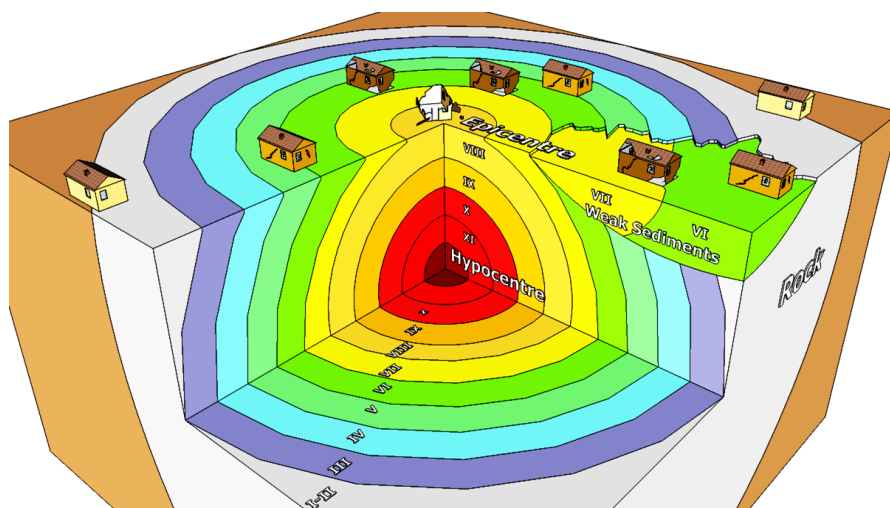 Epicentre
VIII
IX
X
XI
Hypocentre
VII
Weak Sediments
VI
Rock
X
IX
VIII
VII
VI
V
IV
III
I-II